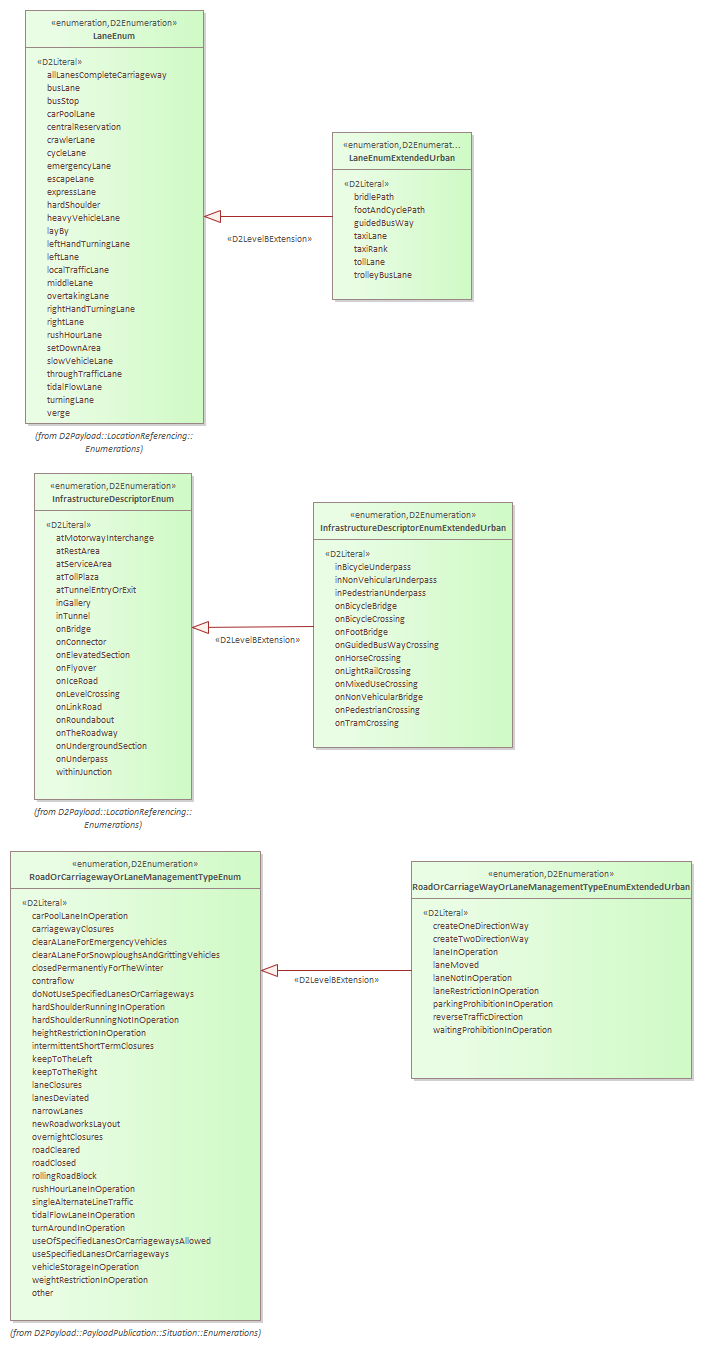 «enumeration,D2Enumeration»
LaneEnum
«D2Literal»
allLanesCompleteCarriageway
busLane
busStop
carPoolLane
centralReservation
crawlerLane
cycleLane
emergencyLane
escapeLane
expressLane
hardShoulder
heavyVehicleLane
layBy
leftHandTurningLane
leftLane
localTrafficLane
middleLane
overtakingLane
rightHandTurningLane
rightLane
rushHourLane
setDownArea
slowVehicleLane
throughTrafficLane
tidalFlowLane
turningLane
verge
(from D2Payload::LocationReferencing::
Enumerations)
«D2LevelBExtension»
«enumeration,D2Enumerat...
LaneEnumExtendedUrban
«D2Literal»
bridlePath
footAndCyclePath
guidedBusWay
taxiLane
taxiRank
tollLane
trolleyBusLane
«enumeration,D2Enumeration»
InfrastructureDescriptorEnum
«D2Literal»
atMotorwayInterchange
atRestArea
atServiceArea
atTollPlaza
atTunnelEntryOrExit
inGallery
inTunnel
onBridge
onConnector
onElevatedSection
onFlyover
onIceRoad
onLevelCrossing
onLinkRoad
onRoundabout
onTheRoadway
onUndergroundSection
onUnderpass
withinJunction
(from D2Payload::LocationReferencing::
Enumerations)
«D2LevelBExtension»
«enumeration,D2Enumeration»
InfrastructureDescriptorEnumExtendedUrban
«D2Literal»
inBicycleUnderpass
inNonVehicularUnderpass
inPedestrianUnderpass
onBicycleBridge
onBicycleCrossing
onFootBridge
onGuidedBusWayCrossing
onHorseCrossing
onLightRailCrossing
onMixedUseCrossing
onNonVehicularBridge
onPedestrianCrossing
onTramCrossing
«enumeration,D2Enumeration»
RoadOrCarriagewayOrLaneManagementTypeEnum
«D2Literal»
carPoolLaneInOperation
carriagewayClosures
clearALaneForEmergencyVehicles
clearALaneForSnowploughsAndGrittingVehicles
closedPermanentlyForTheWinter
contraflow
doNotUseSpecifiedLanesOrCarriageways
hardShoulderRunningInOperation
hardShoulderRunningNotInOperation
heightRestrictionInOperation
intermittentShortTermClosures
keepToTheLeft
keepToTheRight
laneClosures
lanesDeviated
narrowLanes
newRoadworksLayout
overnightClosures
roadCleared
roadClosed
rollingRoadBlock
rushHourLaneInOperation
singleAlternateLineTraffic
tidalFlowLaneInOperation
turnAroundInOperation
useOfSpecifiedLanesOrCarriagewaysAllowed
useSpecifiedLanesOrCarriageways
vehicleStorageInOperation
weightRestrictionInOperation
other
(from D2Payload::PayloadPublication::Situation::Enumerations)
«D2LevelBExtension»
«enumeration,D2Enumeration»
RoadOrCarriageWayOrLaneManagementTypeEnumExtendedUrban
«D2Literal»
createOneDirectionWay
createTwoDirectionWay
laneInOperation
laneMoved
laneNotInOperation
laneRestrictionInOperation
parkingProhibitionInOperation
reverseTrafficDirection
waitingProhibitionInOperation